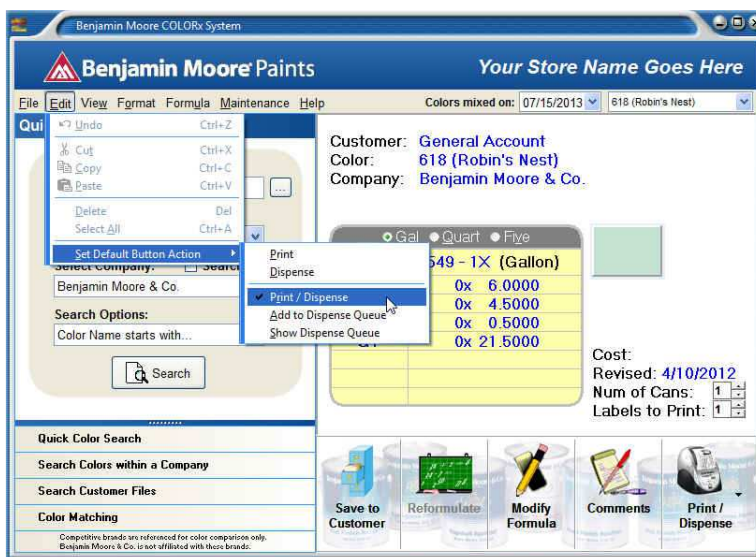 Benjamin Moore COLORx System
Benjamin Moore Paints
Your Store Name Goes Here
File Edit View Format Formula Maintenance Help
Colors mixed on: 07/15/2013 618 (Robin's Nest)
Qui
Undo Ctrl+Z
Cut Ctrl+X
Copy Ctrl+C
Paste Ctrl+V
Delete Del
Select All Ctrl+A
Set Default Button Action
Print
Dispense
Print / Dispense
Add to Dispense Queue
Show Dispense Queue
...
Select Company: Search
Benjamin Moore & Co.
Search Options:
Color Name starts with...
Search
Quick Color Search
Search Colors within a Company
Search Customer Files
Color Matching
Competitive brands are referenced for color comparison only.
Benjamin Moore & Co. is not affiliated with these brands.
Customer: General Account
Color: 618 (Robin's Nest)
Company: Benjamin Moore & Co.
Gal Quart Five
549 - 1X (Gallon)
0x 6.0000
0x 4.5000
0x 0.5000
0x 21.5000
Cost:
Revised: 4/10/2012
Num of Cans: 1
Labels to Print: 1
Save to Customer
Reformulate
Modify Formula
Comments
Print / Dispense